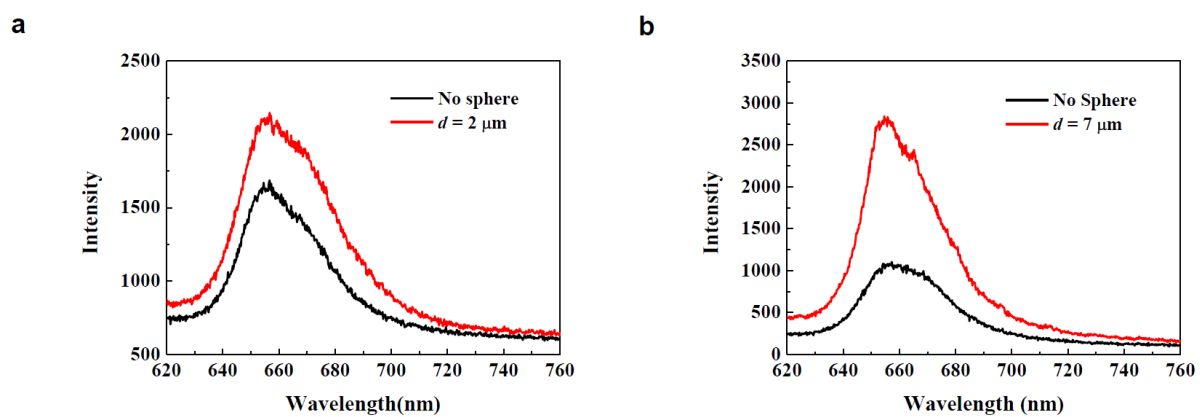 a
2500
2000
1500
1000
500
620 640 660 680 700 720 740 760
Intensity
Wavelength(nm)
No sphere
d = 2 μm
b
3500
3000
2500
2000
1500
1000
500
0
620 640 660 680 700 720 740 760
Intenstiy
Wavelength (nm)
No Sphere
d = 7 μm